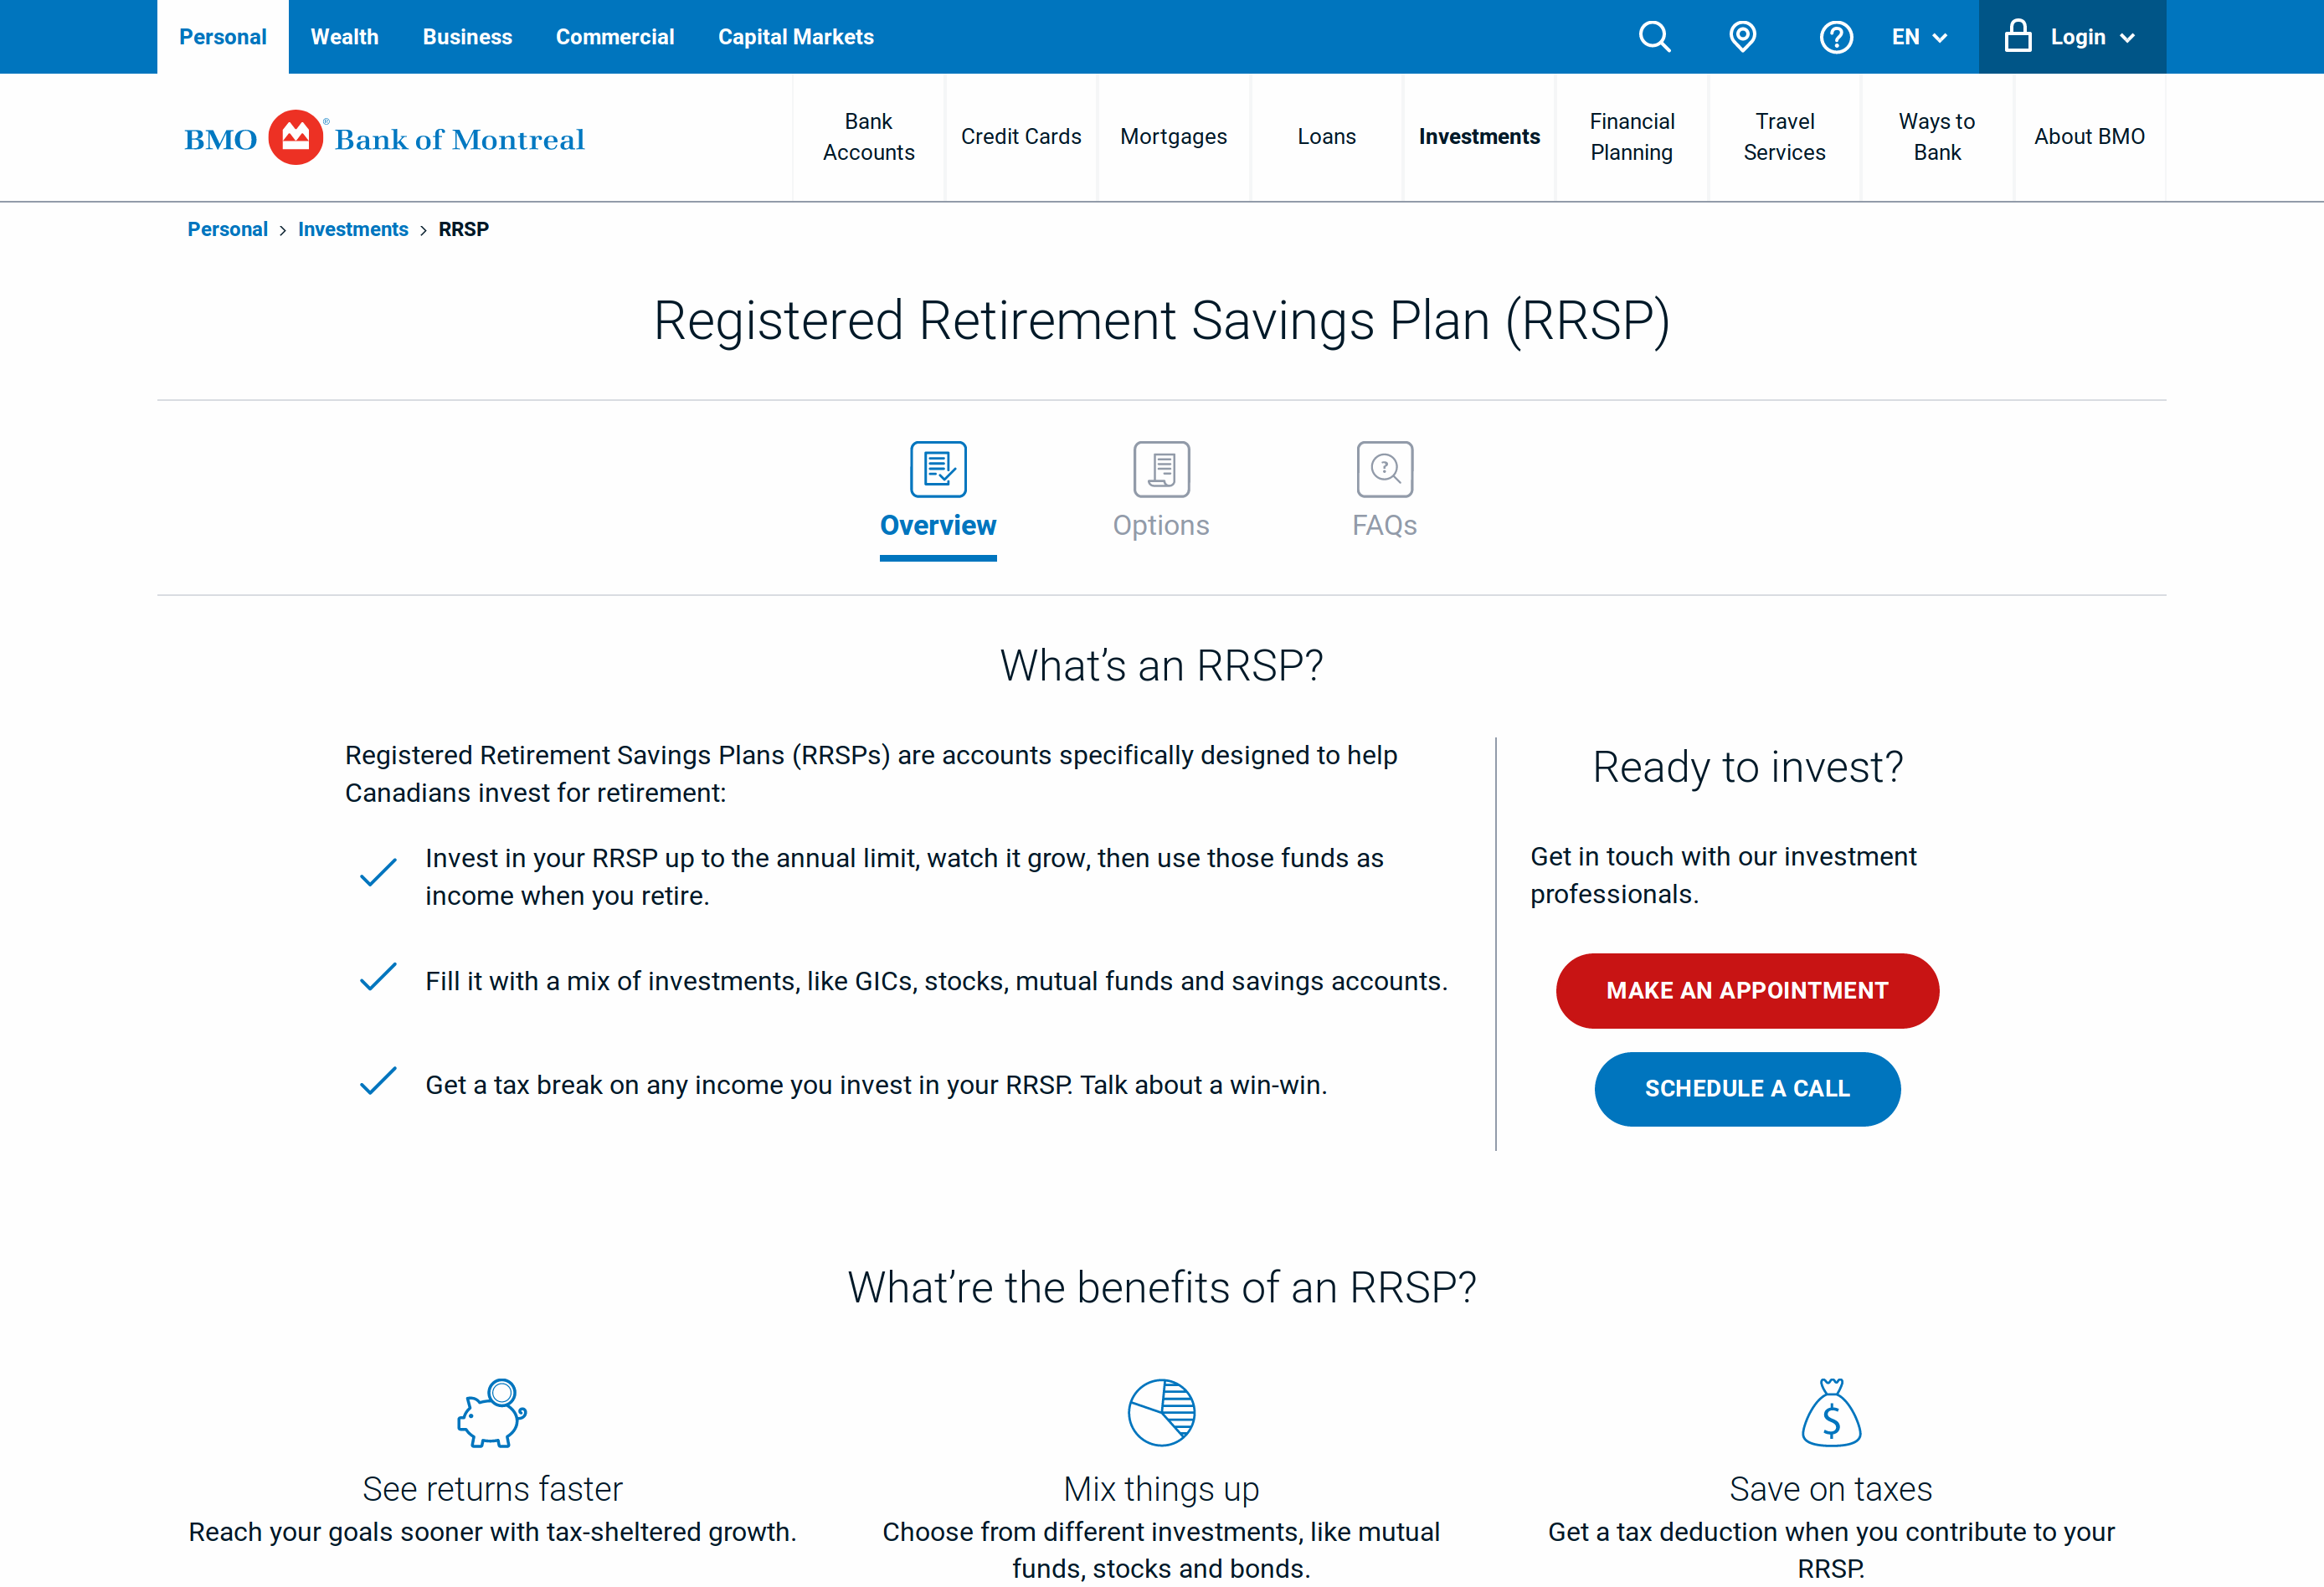 Personal
Wealth
Business
Commercial
Capital Markets
EN
Login
BMO ® Bank of Montreal
Bank
Accounts
Credit Cards
Mortgages
Loans
Investments
Financial
Planning
Travel
Services
Ways to
Bank
About BMO
Personal > Investments > RRSP
Registered Retirement Savings Plan (RRSP)
Overview
Options
FAQs
What’s an RRSP?
Registered Retirement Savings Plans (RRSPs) are accounts specifically designed to help
Canadians invest for retirement:
Invest in your RRSP up to the annual limit, watch it grow, then use those funds as
income when you retire.
Fill it with a mix of investments, like GICs, stocks, mutual funds and savings accounts.
Get a tax break on any income you invest in your RRSP. Talk about a win-win.
Ready to invest?
Get in touch with our investment
professionals.
MAKE AN APPOINTMENT
SCHEDULE A CALL
What’re the benefits of an RRSP?
See returns faster
Reach your goals sooner with tax-sheltered growth.
Mix things up
Choose from different investments, like mutual
funds, stocks and bonds.
Save on taxes
Get a tax deduction when you contribute to your
RRSP.